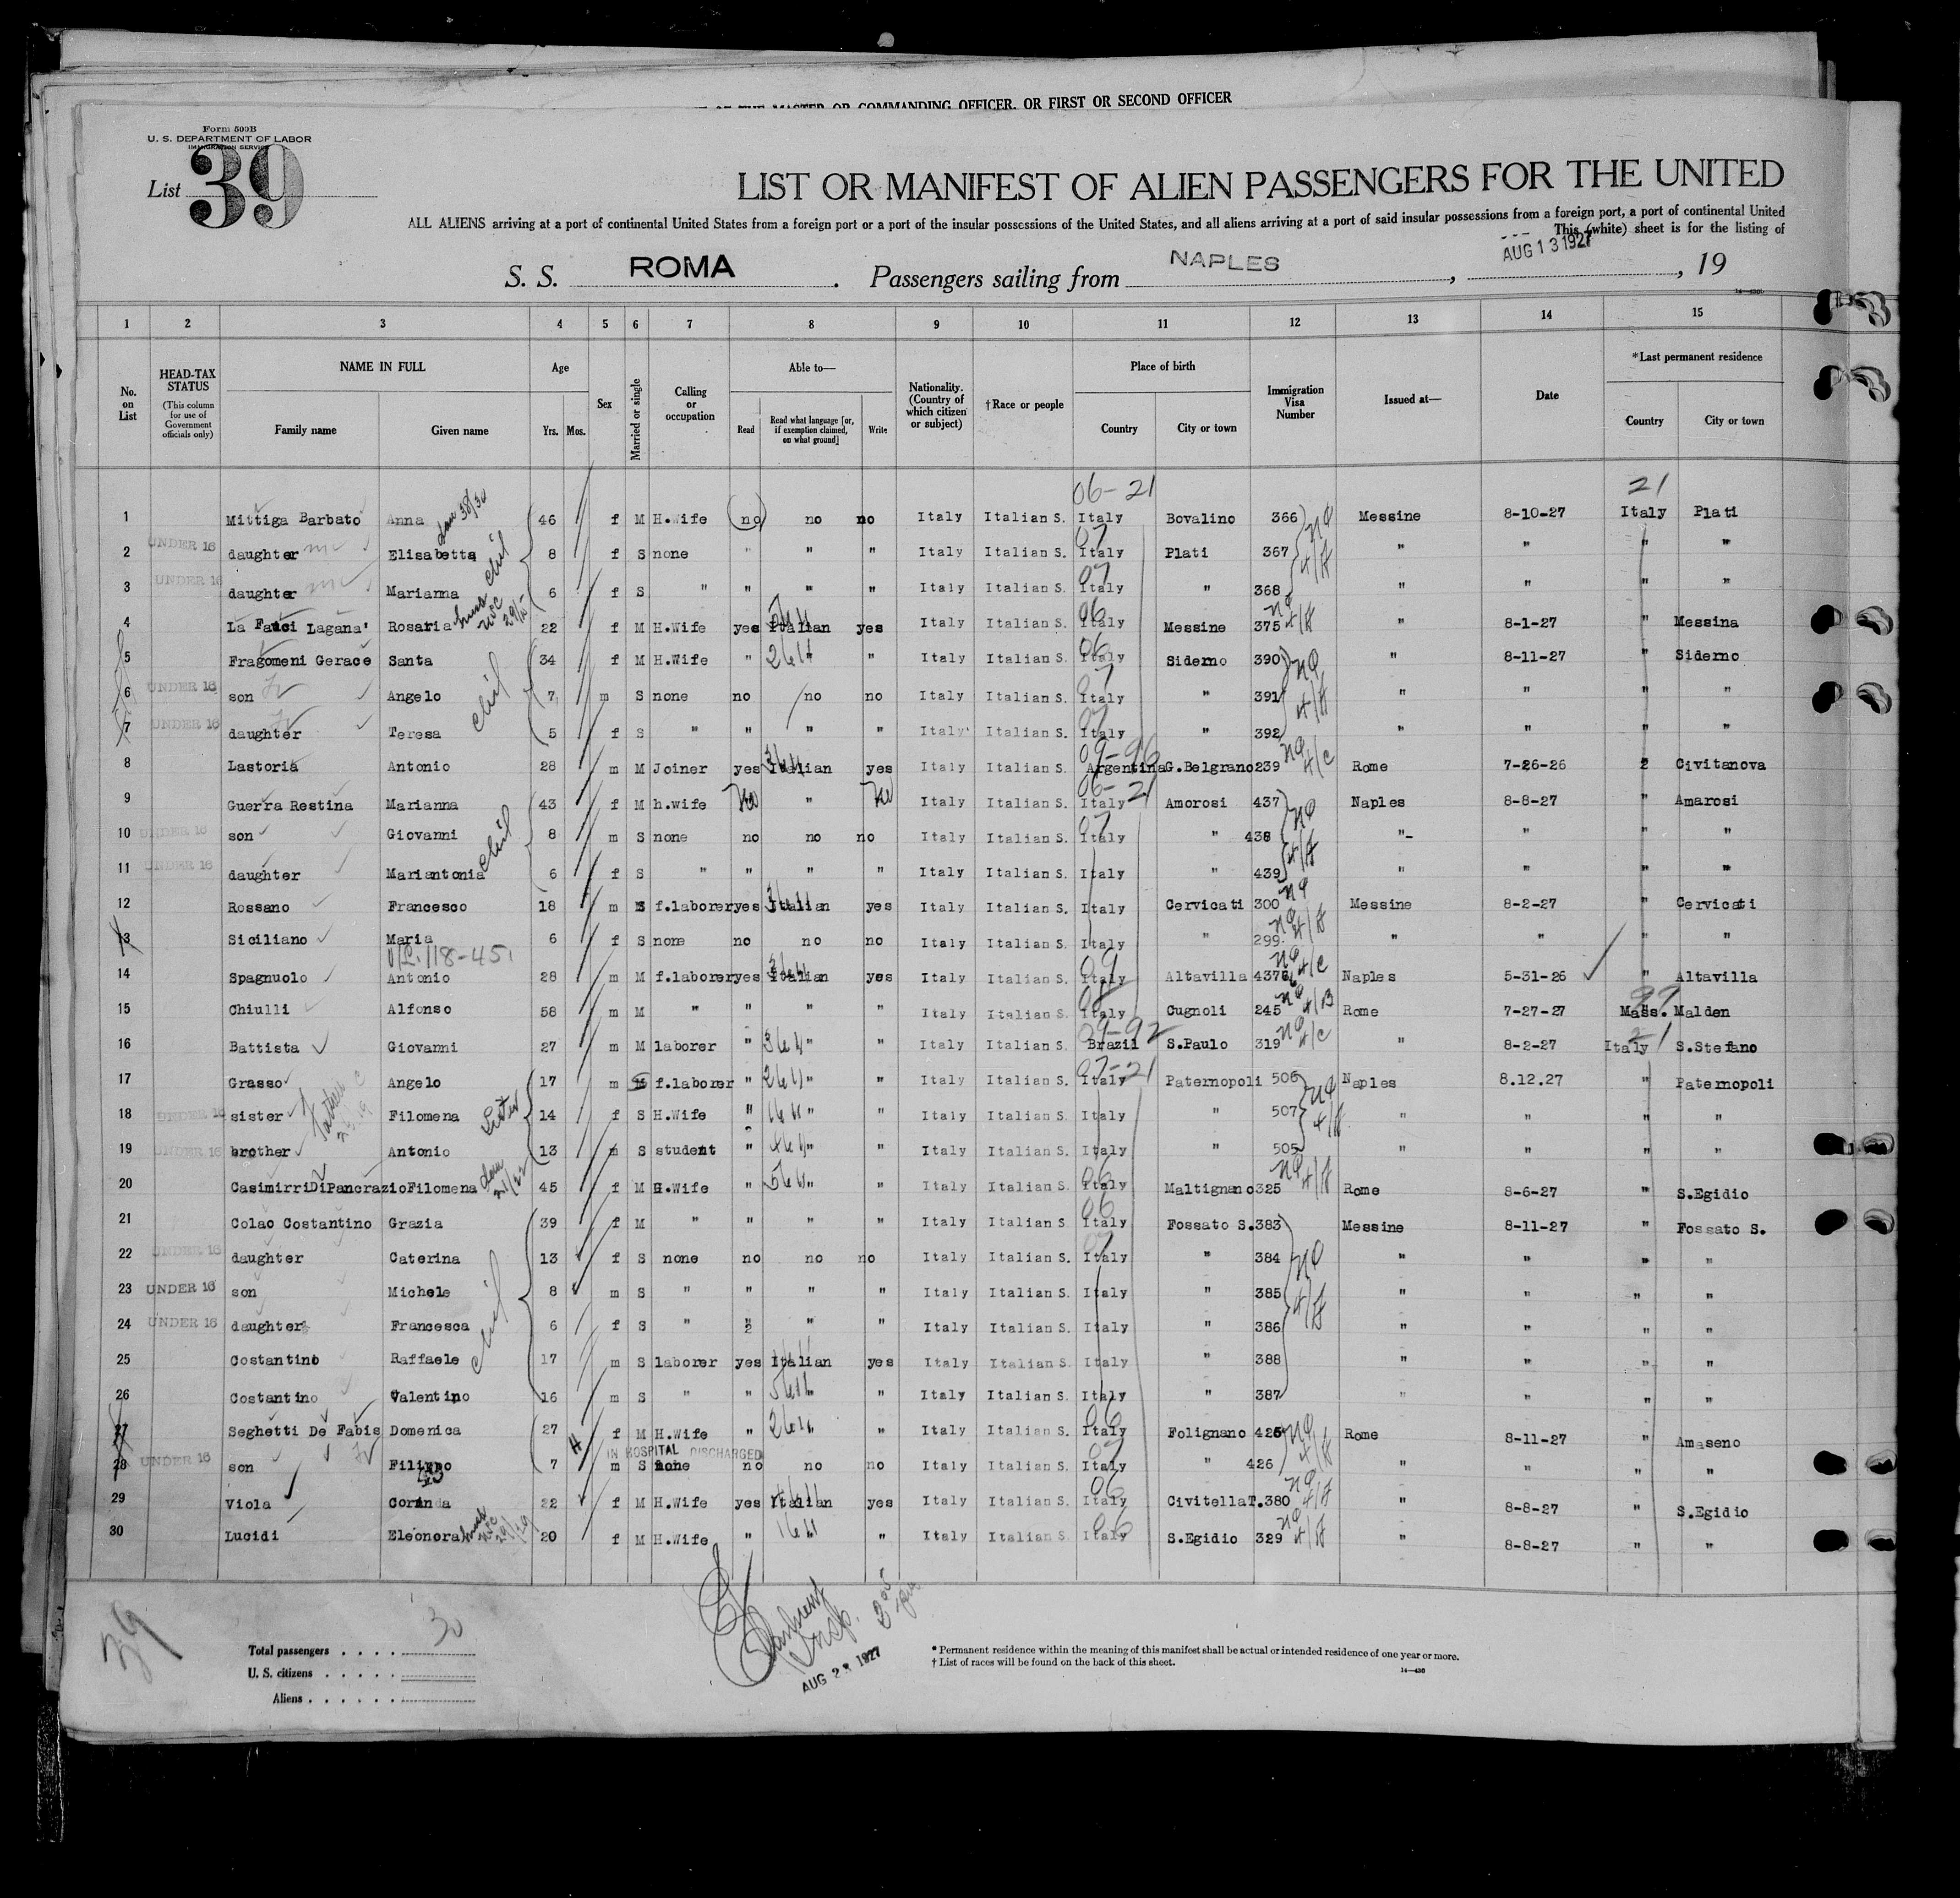 OF THE MASTER OR COMMANDING OFFICER, OR FIRST OR SECOND OFFICER
Form 500B
U. S. DEPARTMENT OF LABOR
IMMIGRATION SERVICE
List 39
LIST OR MANIFEST OF ALIEN PASSENGERS FOR THE UNITED
ALL ALIENS arriving at a port of continental United States from a foreign port or a port of the insular possessions of the United States, and all aliens arriving at a port of said insular possessions from a foreign port, a port of continental United
This (white) sheet is for the listing of
S. S. ROMA. Passengers sailing from NAPLES, AUG 13 1927, 19
1 2 3 4 5 6 7 8 9 10 11 12 13 14 15
No. on List
HEAD-TAX STATUS (This column for use of Government officials only)
NAME IN FULL Family name Given name
Age Yrs. Mos.
Sex
Married or single
Calling or occupation
Able to— Read Read what language [or, if exemption claimed, on what ground] Write
Nationality. (Country of which citizen or subject)
†Race or people
Place of birth Country City or town
Immigration Visa Number
Issued at—
Date
*Last permanent residence Country City or town
06-21 21
1 Mittiga Barbato Anna 46 f M H.Wife no no no Italy Italian S. Italy Bovalino 366 Messine 8-10-27 Italy Plati
2 UNDER 16 daughter Elisabetta 8 f S none " " " Italy Italian S. Italy Plati 367 " " " "
3 UNDER 16 daughter Marianna 6 f S " " " " Italy Italian S. Italy " 368 " " " "
4 La Fauci Lagana' Rosaria 22 f M H.Wife yes Italian yes Italy Italian S. Italy Messine 375 " 8-1-27 " Messina
5 Fragomeni Gerace Santa 34 f M H.Wife " " " Italy Italian S. Italy Siderno 390 " 8-11-27 " Siderno
6 UNDER 16 son Angelo 7 m S none no no no Italy Italian S. Italy " 391 " " " "
7 UNDER 16 daughter Teresa 5 f S " " " " Italy Italian S. Italy " 392 " " " "
8 Lastoria Antonio 28 m M Joiner yes Italian yes Italy Italian S. Argentina G.Belgrano 239 Rome 7-26-26 Civitanova
9 Guerra Restina Marianna 43 f M h.wife no " no Italy Italian S. Italy Amorosi 437 Naples 8-8-27 " Amarosi
10 UNDER 16 son Giovanni 8 m S none no no no Italy Italian S. Italy " 438 "- " " "
11 UNDER 16 daughter Mariantonia 6 f S " " " " Italy Italian S. Italy " 439 " " " "
12 Rossano Francesco 18 m S f.laborer yes Italian yes Italy Italian S. Italy Cervicati 300 Messine 8-2-27 " Cervicati
13 Siciliano Maria 6 f S none no no no Italy Italian S. Italy " 299 " " " "
14 Spagnuolo Antonio 28 m M f.laborer yes Italian yes Italy Italian S. Italy Altavilla 4376 Naples 5-31-26 " Altavilla
15 Chiulli Alfonso 58 m M " " " " Italy Italian S. Italy Cugnoli 245 Rome 7-27-27 Mass. Malden
16 Battista Giovanni 27 m M laborer " " " Italy Italian S. Brazil S.Paulo 319 " 8-2-27 Italy S.Stefano
17 Grasso Angelo 17 m S f.laborer " " " Italy Italian S. Italy Paternopoli 506 Naples 8.12.27 " Paternopoli
18 UNDER 16 sister Filomena 14 f S H.Wife " " " Italy Italian S. Italy " 507 " " " "
19 UNDER 16 brother Antonio 13 m S student " " " Italy Italian S. Italy " 505 " " " "
20 CasimirriDiPancrazioFilomena 45 f M H.Wife " " " Italy Italian S. Italy Maltignano 325 Rome 8-6-27 " S.Egidio
21 Colao Costantino Grazia 39 f M " " " " Italy Italian S. Italy Fossato S. 383 Messine 8-11-27 " Fossato S.
22 UNDER 16 daughter Caterina 13 f S none no no no Italy Italian S. Italy " 384 " " " "
23 UNDER 16 son Michele 8 m S " " " " Italy Italian S. Italy " 385 " " " "
24 UNDER 16 daughter Francesca 6 f S " " " " Italy Italian S. Italy " 386 " " " "
25 Costantino Raffaele 17 m S laborer yes Italian yes Italy Italian S. Italy " 388 " " " "
26 Costantino Valentino 16 m S " " " " Italy Italian S. Italy " 387 " " " "
27 Seghetti De Fabis Domenica 27 f M H.Wife " " " Italy Italian S. Italy Folignano 425 Rome 8-11-27 " Amaseno
IN HOSPITAL DISCHARGED
28 UNDER 16 son Filippo 7 m S none no no no Italy Italian S. Italy " 426 " " " "
29 Viola Corinda 22 f M H.Wife yes Italian yes Italy Italian S. Italy CivitellaT. 380 " 8-8-27 " S.Egidio
30 Lucidi Eleonora 20 f M H.Wife " " Italy Italian S. Italy S.Egidio 329 " 8-8-27 " "
39
Total passengers 30
U. S. citizens
Aliens
AUG 23 1927
* Permanent residence within the meaning of this manifest shall be actual or intended residence of one year or more.
† List of races will be found on the back of this sheet.